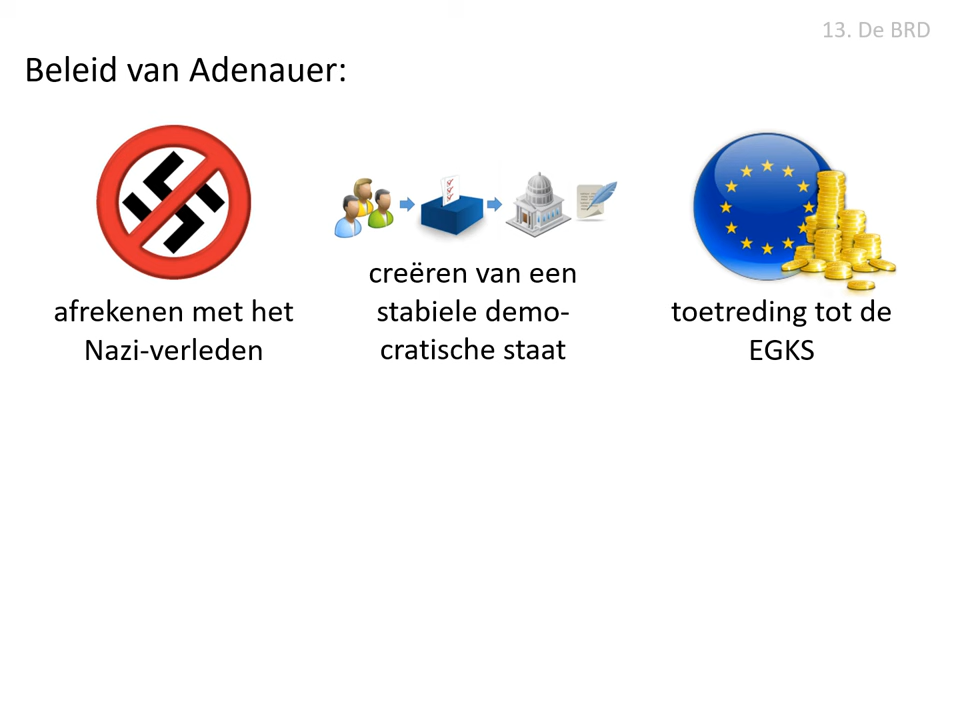 13. De BRD
Beleid van Adenauer:
afrekenen met het
Nazi-verleden
creëren van een
stabiele demo-
cratische staat
toetreding tot de
EGKS